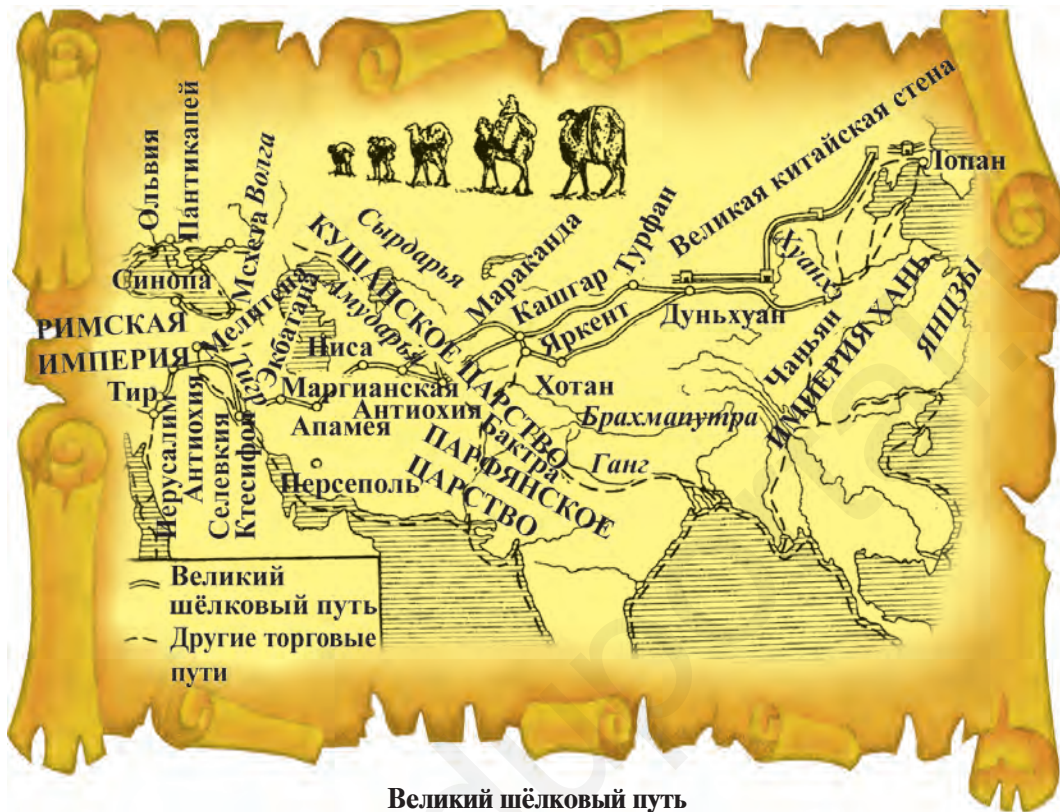 Ольвия
Пантикапей
Мсхета
Волга
Синопа
РИМСКАЯ
ИМПЕРИЯ
Мелитена
Тигр
Экбатана
Тир
Иерусалим
Антиохия
Селевкия
Ктесифон
КУШАНСКОЕ ЦАРСТВО
Сырдарья
Амударья
Ниса
Маргианская
Антиохия
Апамея
Персеполь
ПАРФЯНСКОЕ
ЦАРСТВО
Бактра
Мараканда
Кашгар
Турфан
Яркент
Хотан
Великая китайская стена
Дуньхуан
Лопан
Хуанхэ
Чанъян
ИМПЕРИЯ ХАНЬ
ЯНЦЗЫ
Брахмапутра
Ганг
Великий
шёлковый путь
Другие торговые
пути
Великий шёлковый путь